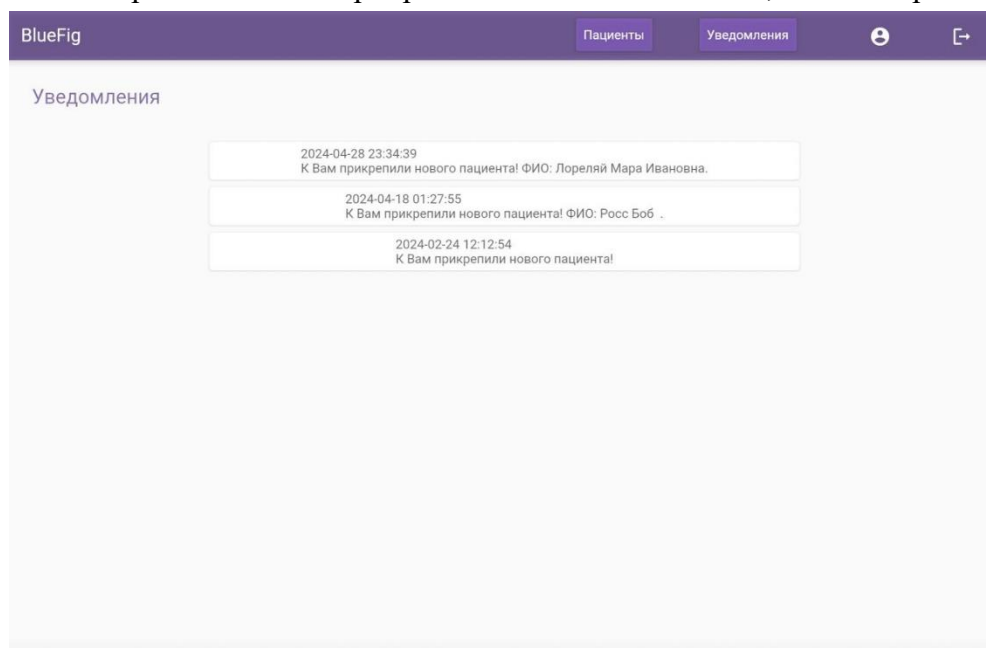 BlueFig
Пациенты
Уведомления
Уведомления
2024-04-28 23:34:39
К Вам прикрепили нового пациента! ФИО: Лореляй Мара Ивановна.
2024-04-18 01:27:55
К Вам прикрепили нового пациента! ФИО: Росс Боб .
2024-02-24 12:12:54
К Вам прикрепили нового пациента!